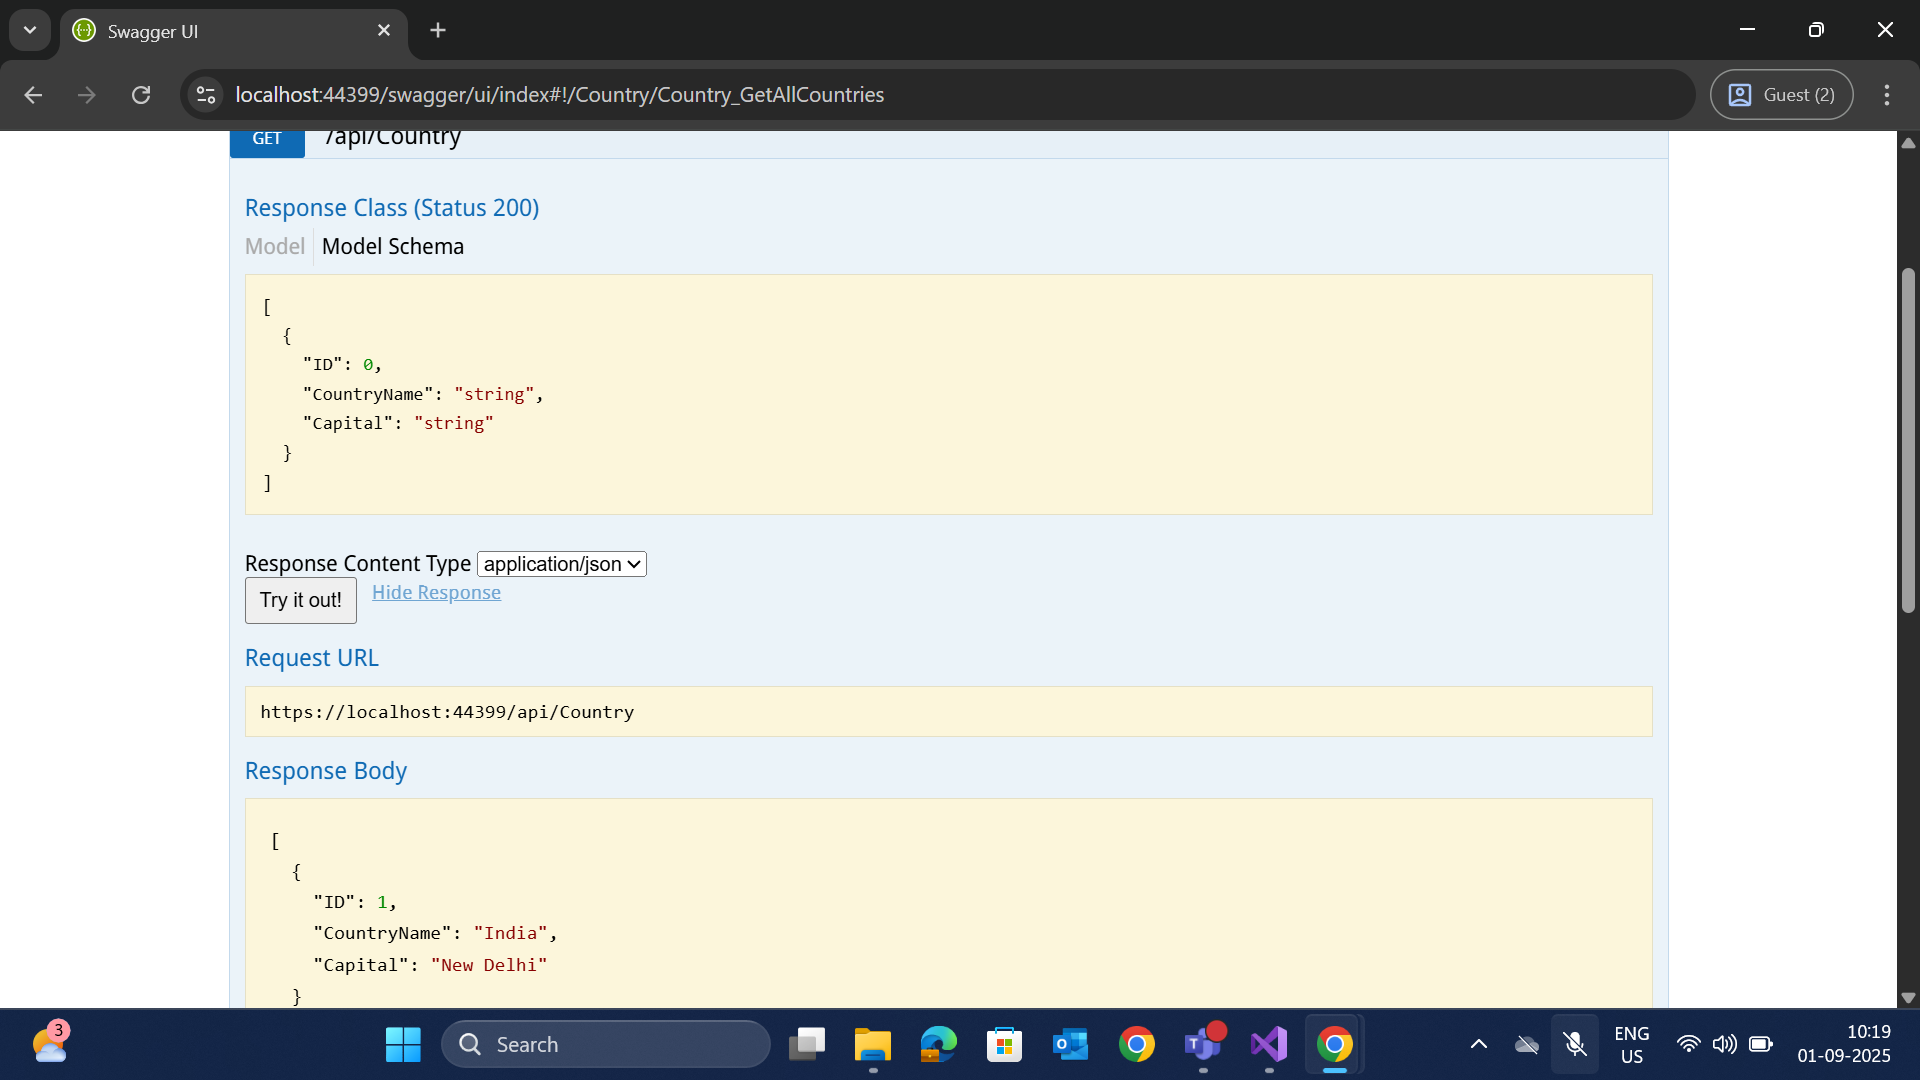 Swagger UI
localhost:44399/swagger/ui/index#!/Country/Country_GetAllCountries
Guest (2)
GET /api/Country
Response Class (Status 200)
Model Model Schema
[
{
"ID": 0,
"CountryName": "string",
"Capital": "string"
}
]
Response Content Type application/json
Try it out! Hide Response
Request URL
https://localhost:44399/api/Country
Response Body
[
{
"ID": 1,
"CountryName": "India",
"Capital": "New Delhi"
}
3
Search
ENG
US
10:19
01-09-2025